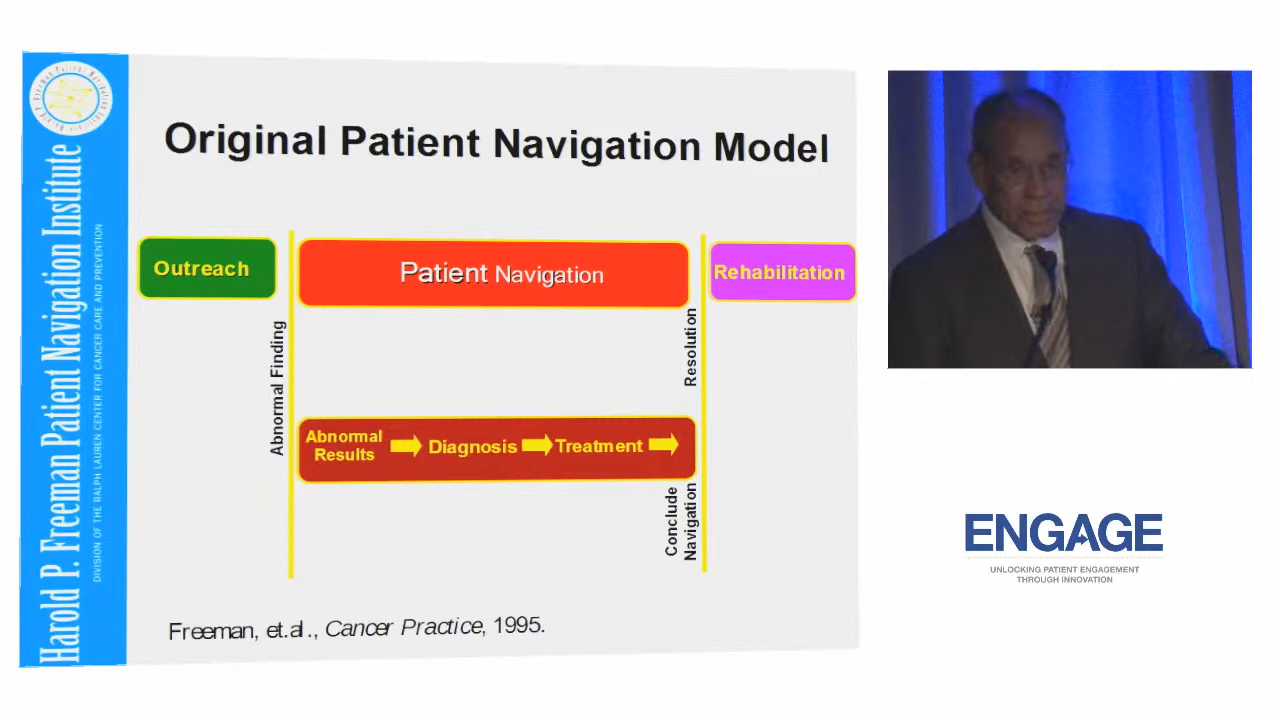 Harold P. Freeman Patient Navigation Institute
DIVISION OF THE RALPH LAUREN CENTER FOR CANCER CARE AND PREVENTION
Original Patient Navigation Model
Outreach
Patient Navigation
Rehabilitation
Abnormal Finding
Resolution
Abnormal
Results
Diagnosis
Treatment
Conclude
Navigation
Freeman, et.al., Cancer Practice, 1995.
ENGAGE
UNLOCKING PATIENT ENGAGEMENT
THROUGH INNOVATION